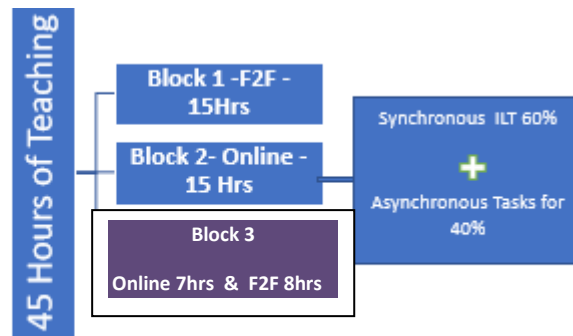 45 Hours of Teaching
Block 1 -F2F -
15Hrs
Block 2- Online -
15 Hrs
Block 3
Online 7hrs & F2F 8hrs
Synchronous ILT 60%
+
Asynchronous Tasks for
40%